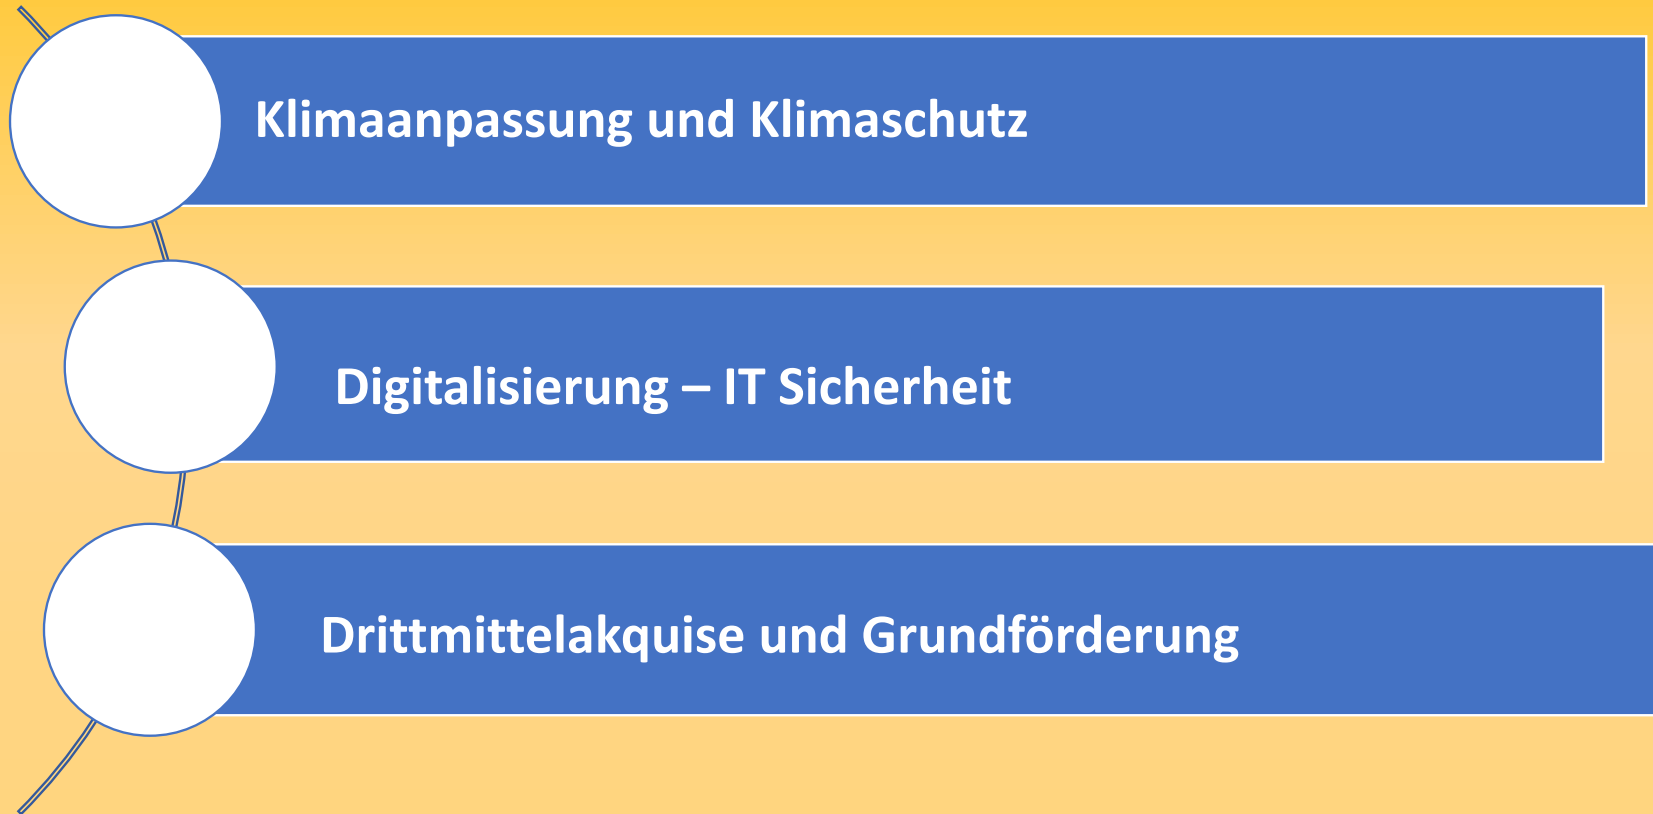 Klimaanpassung und Klimaschutz
Digitalisierung – IT Sicherheit
Drittmittelakquise und Grundförderung